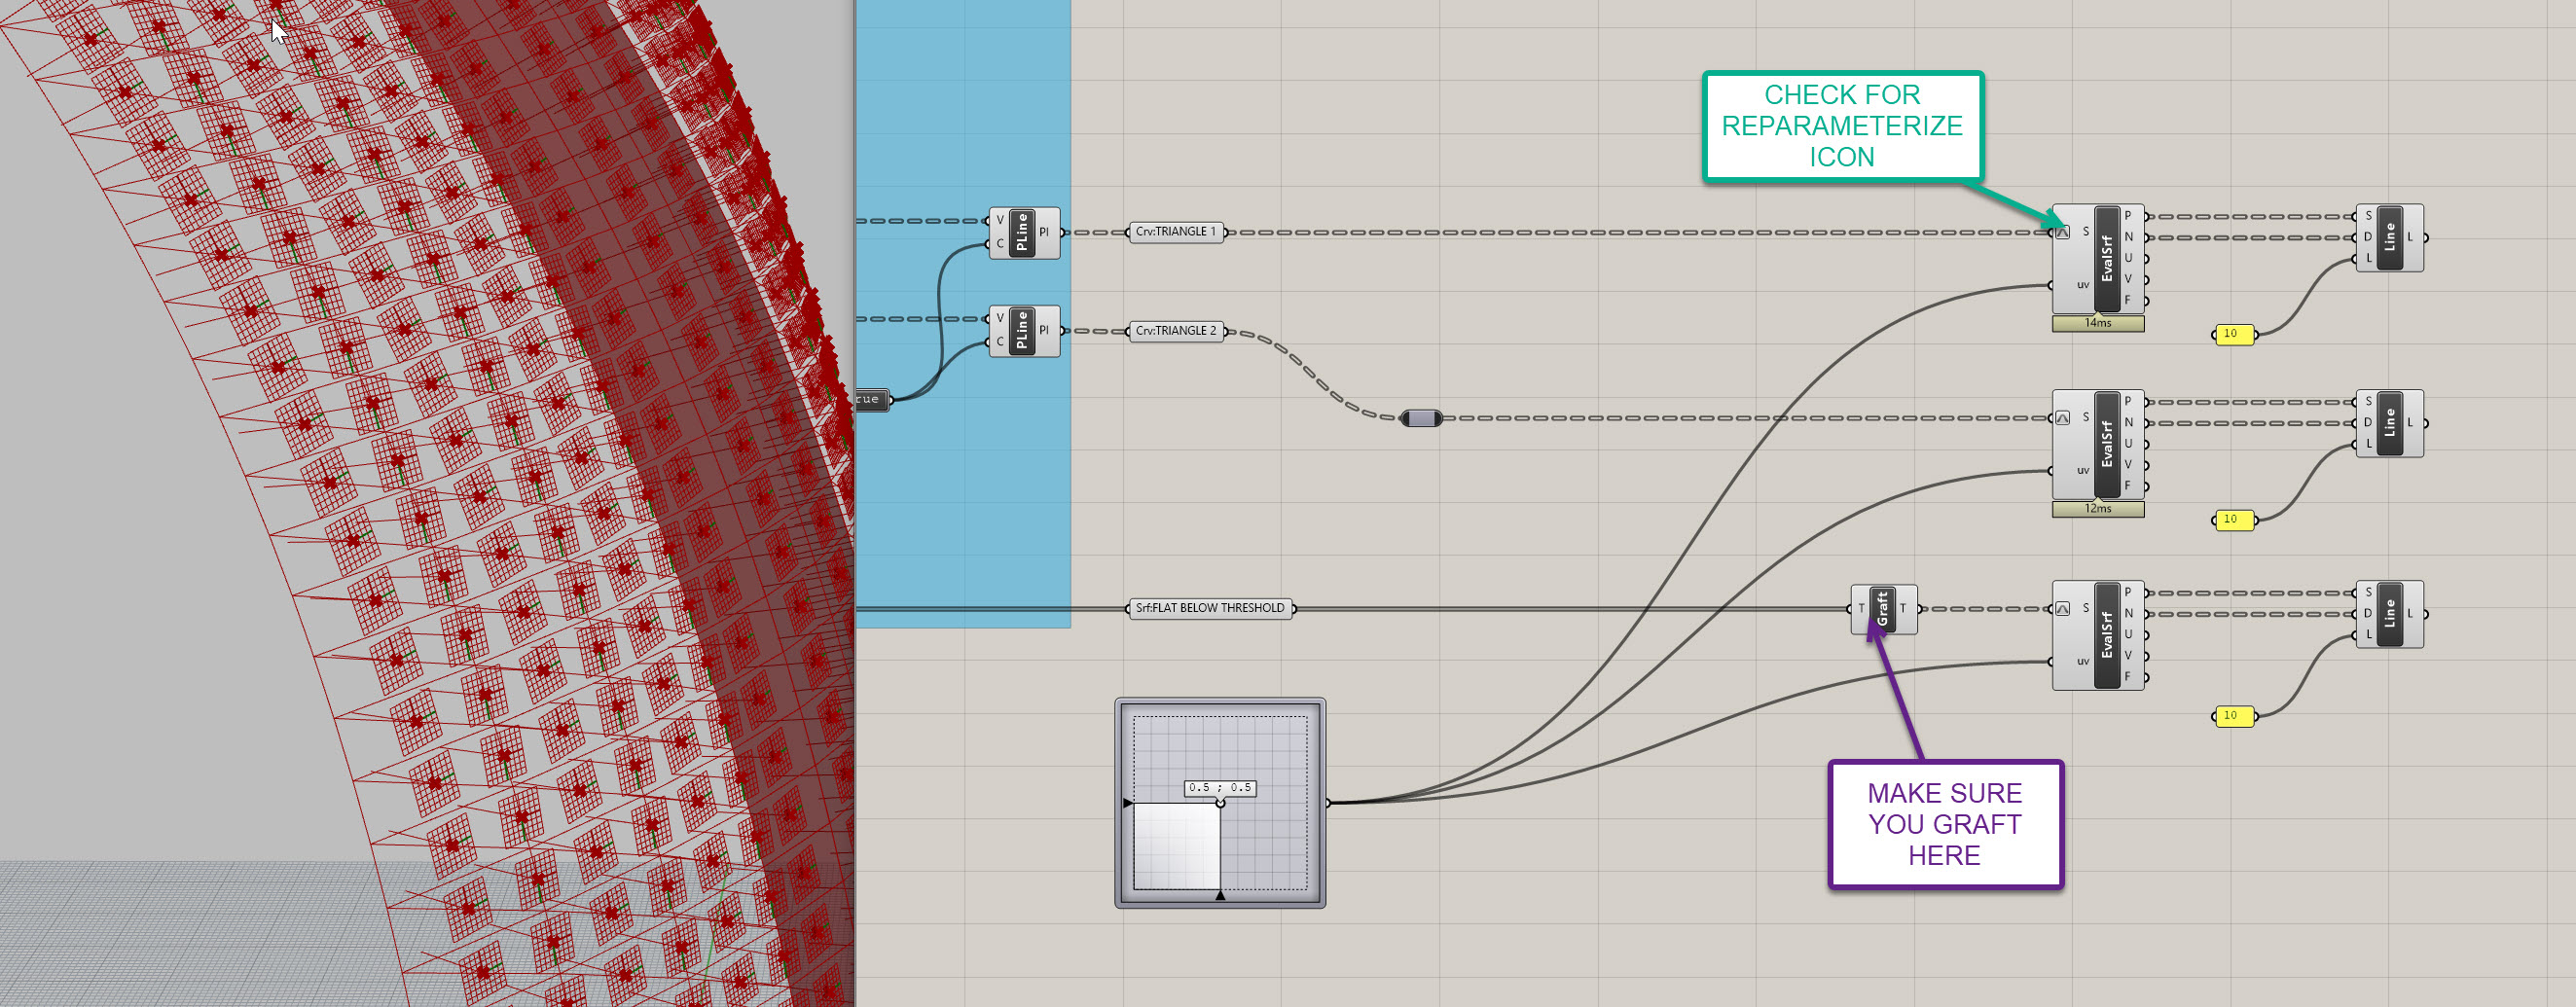 CHECK FOR
REPARAMETERIZE
ICON
V
C
PLine
Pl
Crv:TRIANGLE 1
S
uv
EvalSrf
P
N
U
V
F
14ms
S
D
L
Line
L
10
V
C
PLine
Pl
Crv:TRIANGLE 2
rue
S
uv
EvalSrf
P
N
U
V
F
12ms
S
D
L
Line
L
10
Srf:FLAT BELOW THRESHOLD
T
Graft
T
S
uv
EvalSrf
P
N
U
V
F
S
D
L
Line
L
10
0.5 ; 0.5
MAKE SURE
YOU GRAFT
HERE